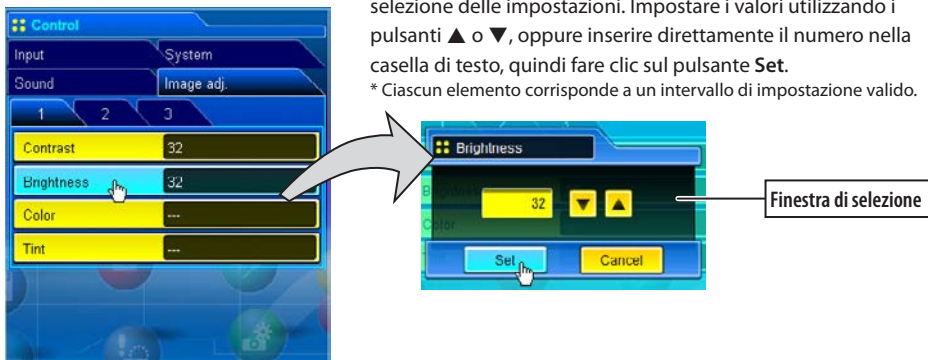 selezione delle impostazioni. Impostare i valori utilizzando i
pulsanti ▲ o ▼, oppure inserire direttamente il numero nella
casella di testo, quindi fare clic sul pulsante Set.
* Ciascun elemento corrisponde a un intervallo di impostazione valido.
Control
Input System
Sound Image adj.
1 2 3
Contrast 32
Brightness 32
Color ---
Tint ---
Brightness
32 ▼ ▲
Set Cancel
Finestra di selezione